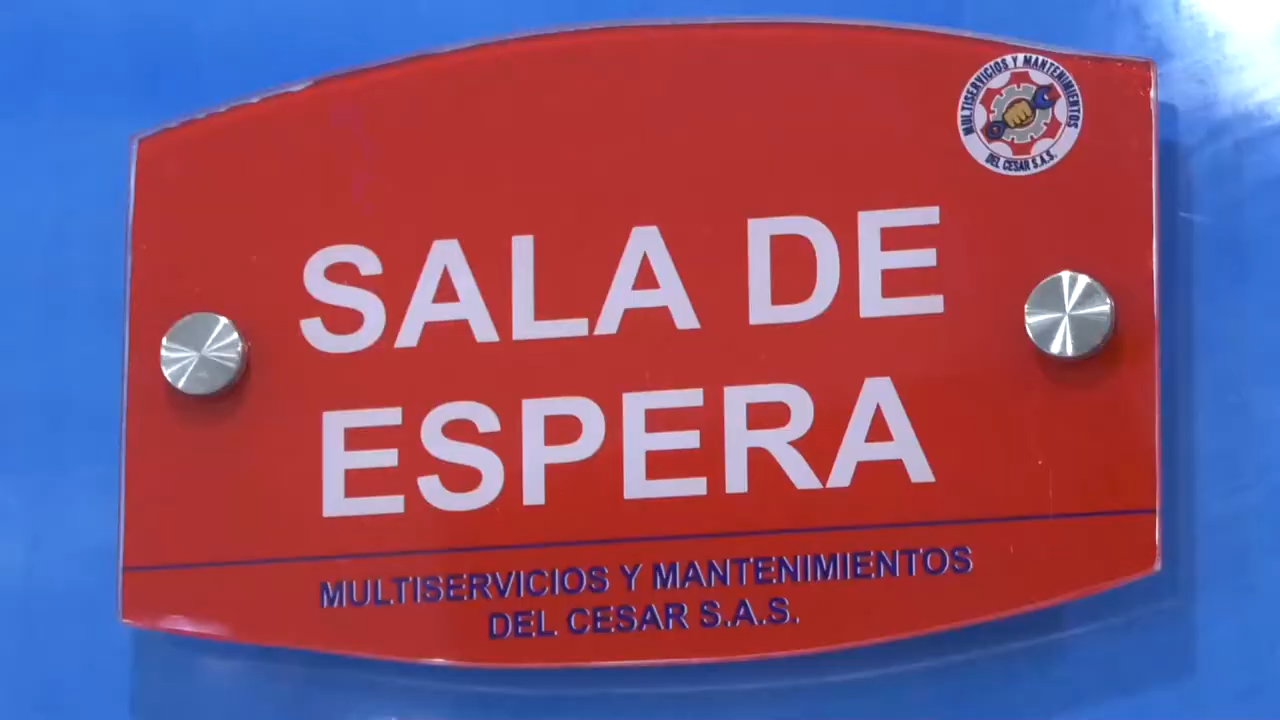 MULTISERVICIOS Y MANTENIMIENTOS
DEL CESAR S.A.S.
SALA DE
ESPERA
MULTISERVICIOS Y MANTENIMIENTOS
DEL CESAR S.A.S.